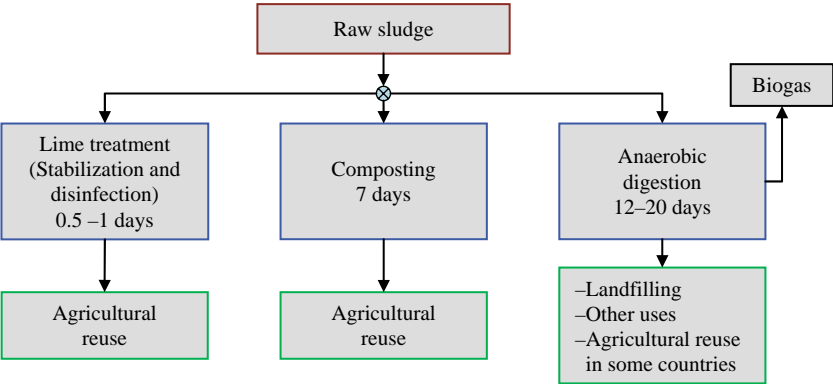 Raw sludge
Biogas
Lime treatment
(Stabilization and
disinfection)
0.5 –1 days
Composting
7 days
Anaerobic
digestion
12–20 days
Agricultural
reuse
Agricultural
reuse
–Landfilling
–Other uses
–Agricultural reuse
in some countries